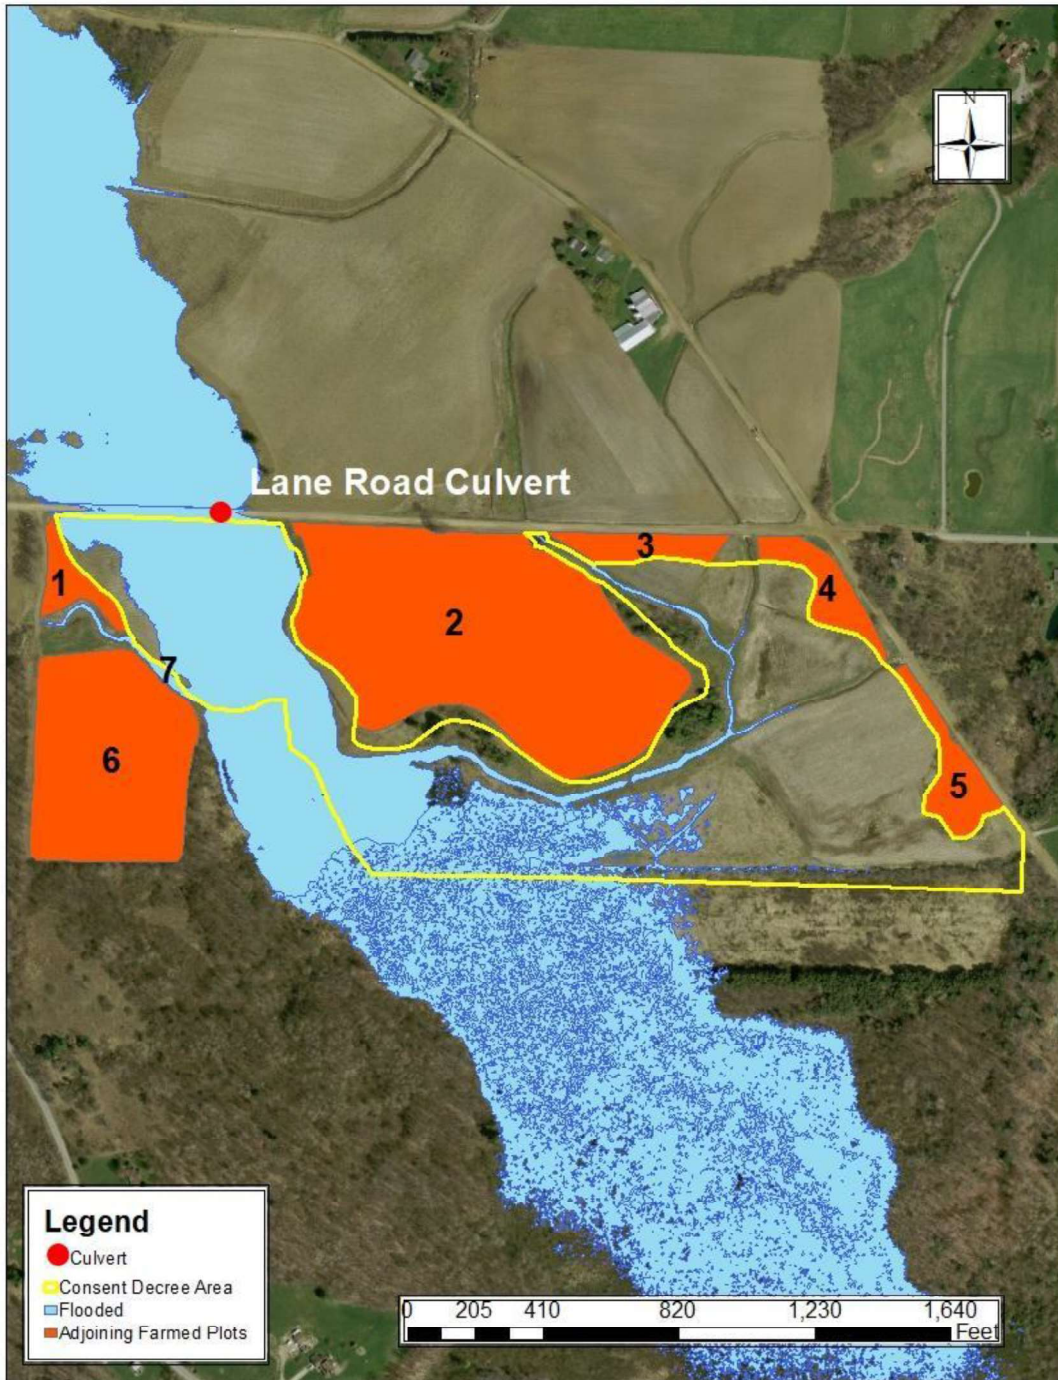 N
Lane Road Culvert
1
2
3
4
5
6
7
Legend
Culvert
Consent Decree Area
Flooded
Adjoining Farmed Plots
0 205 410 820 1,230 1,640
Feet